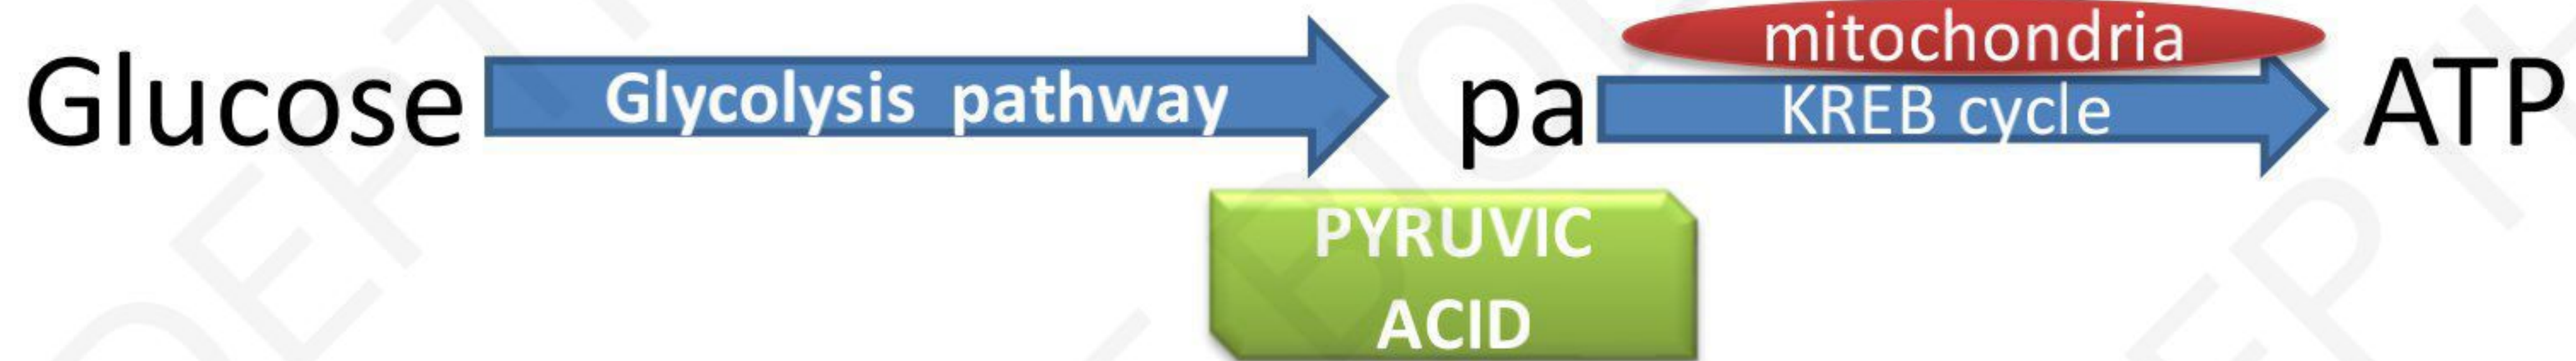 mitochondria
Glucose Glycolysis pathway pa KREB cycle ATP
PYRUVIC
ACID